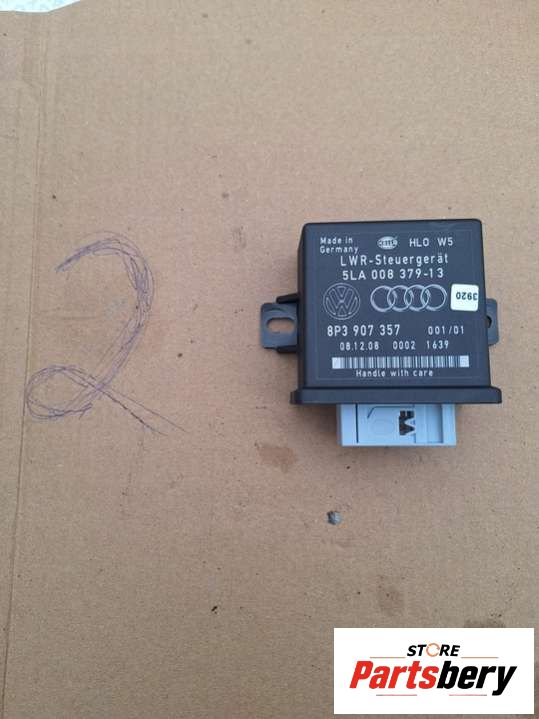 2
Made in
Germany
HELLA
HLO W5
LWR-Steuergerät
5LA 008 379-13
3920
8P3 907 357 001/01
08.12.08 0002 1639
Handle with care
STORE
Partsbery